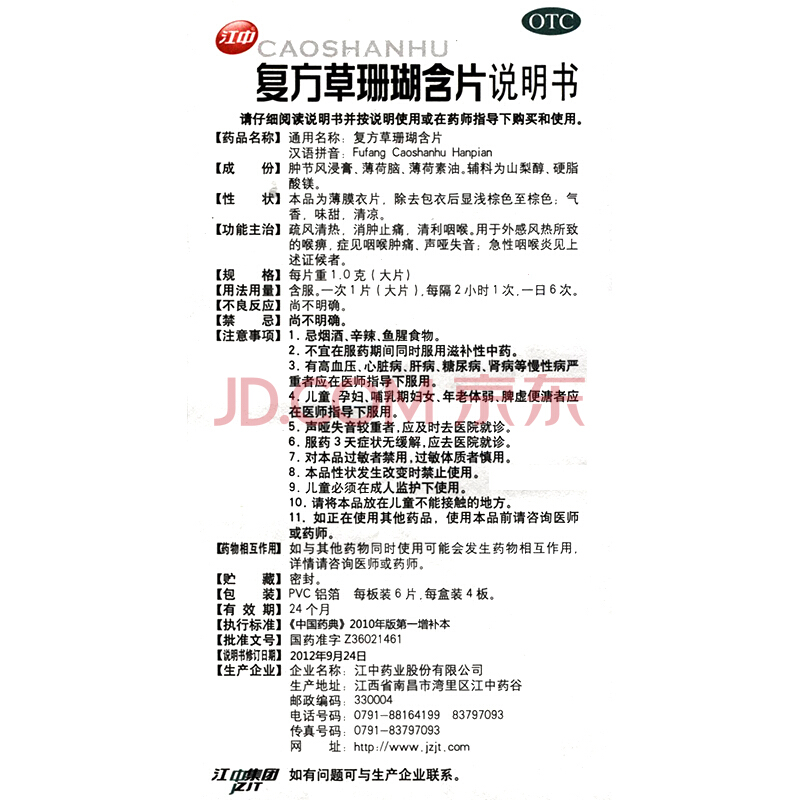 江中
OTC
CAOSHANHU
复方草珊瑚含片说明书
请仔细阅读说明书并按说明使用或在药师指导下购买和使用。
【药品名称】通用名称：复方草珊瑚含片
汉语拼音：Fufang Caoshanhu Hanpian
【成 份】肿节风浸膏、薄荷脑、薄荷素油。辅料为山梨醇、硬脂
酸镁。
【性 状】本品为薄膜衣片，除去包衣后显浅棕色至棕色；气
香，味甜，清凉。
【功能主治】疏风清热，消肿止痛，清利咽喉。用于外感风热所致
的喉痹，症见咽喉肿痛、声哑失音；急性咽喉炎见上
述证候者。
【规 格】每片重1.0克（大片）
【用法用量】含服。一次1片（大片），每隔2小时1次，一日6次。
【不良反应】尚不明确。
【禁 忌】尚不明确。
【注意事项】1. 忌烟酒、辛辣、鱼腥食物。
2. 不宜在服药期间同时服用滋补性中药。
3. 有高血压、心脏病、肝病、糖尿病、肾病等慢性病严
重者应在医师指导下服用。
4. 儿童、孕妇、哺乳期妇女、年老体弱、脾虚便溏者应
在医师指导下服用。
5. 声哑失音较重者，应及时去医院就诊。
6. 服药3天症状无缓解，应去医院就诊。
7. 对本品过敏者禁用，过敏体质者慎用。
8. 本品性状发生改变时禁止使用。
9. 儿童必须在成人监护下使用。
10. 请将本品放在儿童不能接触的地方。
11. 如正在使用其他药品，使用本品前请咨询医师
或药师。
【药物相互作用】如与其他药物同时使用可能会发生药物相互作用，
详情请咨询医师或药师。
【贮 藏】密封。
【包 装】PVC铝箔 每板装6片，每盒装4板。
【有 效 期】24个月
【执行标准】《中国药典》2010年版第一增补本
【批准文号】国药准字Z36021461
【说明书修订日期】2012年9月24日
【生产企业】企业名称：江中药业股份有限公司
生产地址：江西省南昌市湾里区江中药谷
邮政编码：330004
电话号码：0791-88164199 83797093
传真号码：0791-83797093
网 址：http://www.jzjt.com
江中集团 如有问题可与生产企业联系。
JZJT
JD.COM 京东